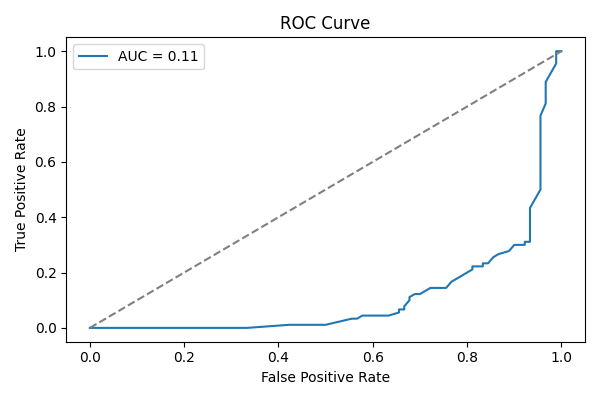 ROC Curve
AUC = 0.11
True Positive Rate
1.0
0.8
0.6
0.4
0.2
0.0
0.0 0.2 0.4 0.6 0.8 1.0
False Positive Rate